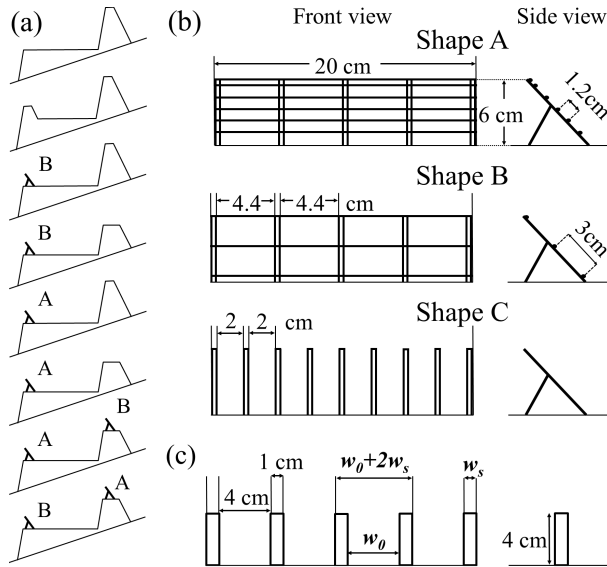 (a)
B
B
A
A
A
B
B
A
(b)
Front view
Side view
Shape A
20 cm
6 cm
1.2cm
Shape B
4.4
4.4
cm
3cm
Shape C
2
2
cm
(c)
1 cm
4 cm
w₀+2wₛ
wₛ
w₀
4 cm